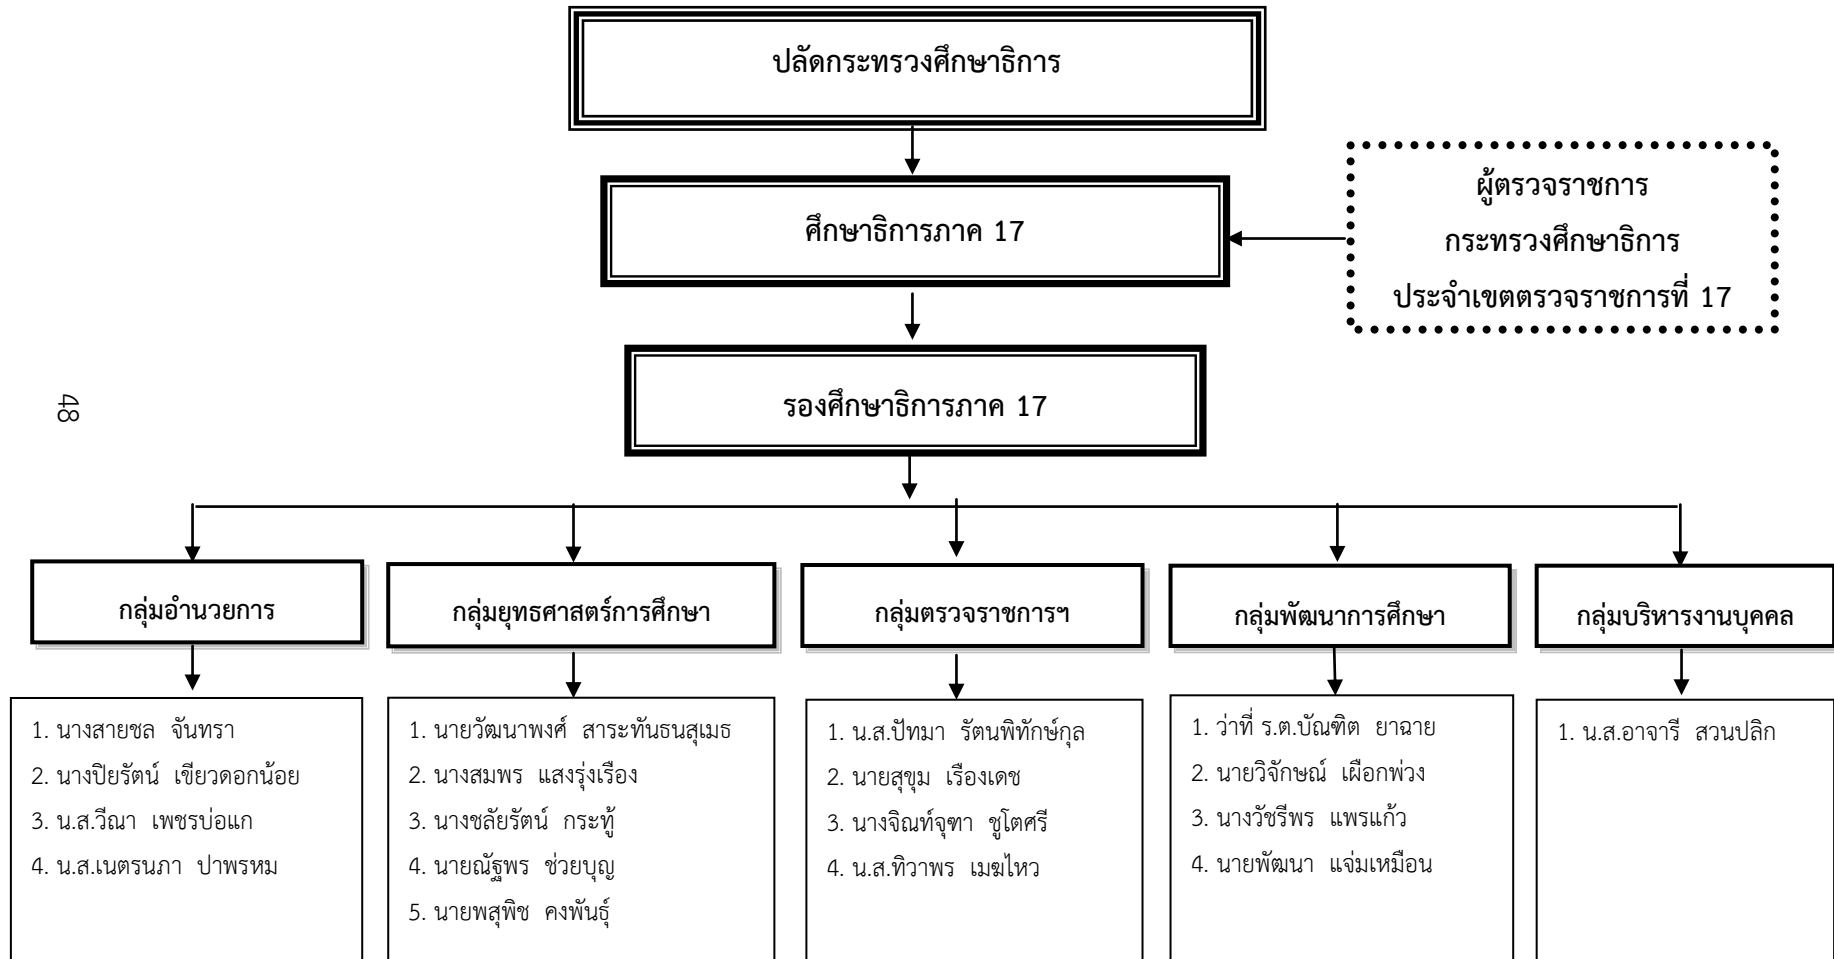 ปลัดกระทรวงศึกษาธิการ
ศึกษาธิการภาค 17
ผู้ตรวจราชการ
กระทรวงศึกษาธิการ
ประจำเขตตรวจราชการที่ 17
รองศึกษาธิการภาค 17
48
กลุ่มอำนวยการ
1. นางสายชล จันทรา
2. นางปิยรัตน์ เขียวดอกน้อย
3. น.ส.วีณา เพชรบ่อแก
4. น.ส.เนตรนภา ปาพรหม
กลุ่มยุทธศาสตร์การศึกษา
1. นายวัฒนาพงศ์ สาระทันธนสุเมธ
2. นางสมพร แสงรุ่งเรือง
3. นางชลัยรัตน์ กระทู้
4. นายณัฐพร ช่วยบุญ
5. นายพสุพิช คงพันธุ์
กลุ่มตรวจราชการฯ
1. น.ส.ปัทมา รัตนพิทักษ์กุล
2. นายสุขุม เรืองเดช
3. นางจิณท์จุฑา ชูโตศรี
4. น.ส.ทิวาพร เมฆไหว
กลุ่มพัฒนาการศึกษา
1. ว่าที่ ร.ต.บัณฑิต ยาฉาย
2. นายวิจักษณ์ เผือกพ่วง
3. นางวัชรีพร แพรแก้ว
4. นายพัฒนา แจ่มเหมือน
กลุ่มบริหารงานบุคคล
1. น.ส.อาจารี สวนปลิก